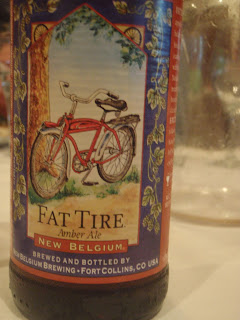 FAT TIRE
Amber Ale
NEW BELGIUM®
BREWED AND BOTTLED BY
BELGIUM BREWING • FORT COLLINS, CO USA